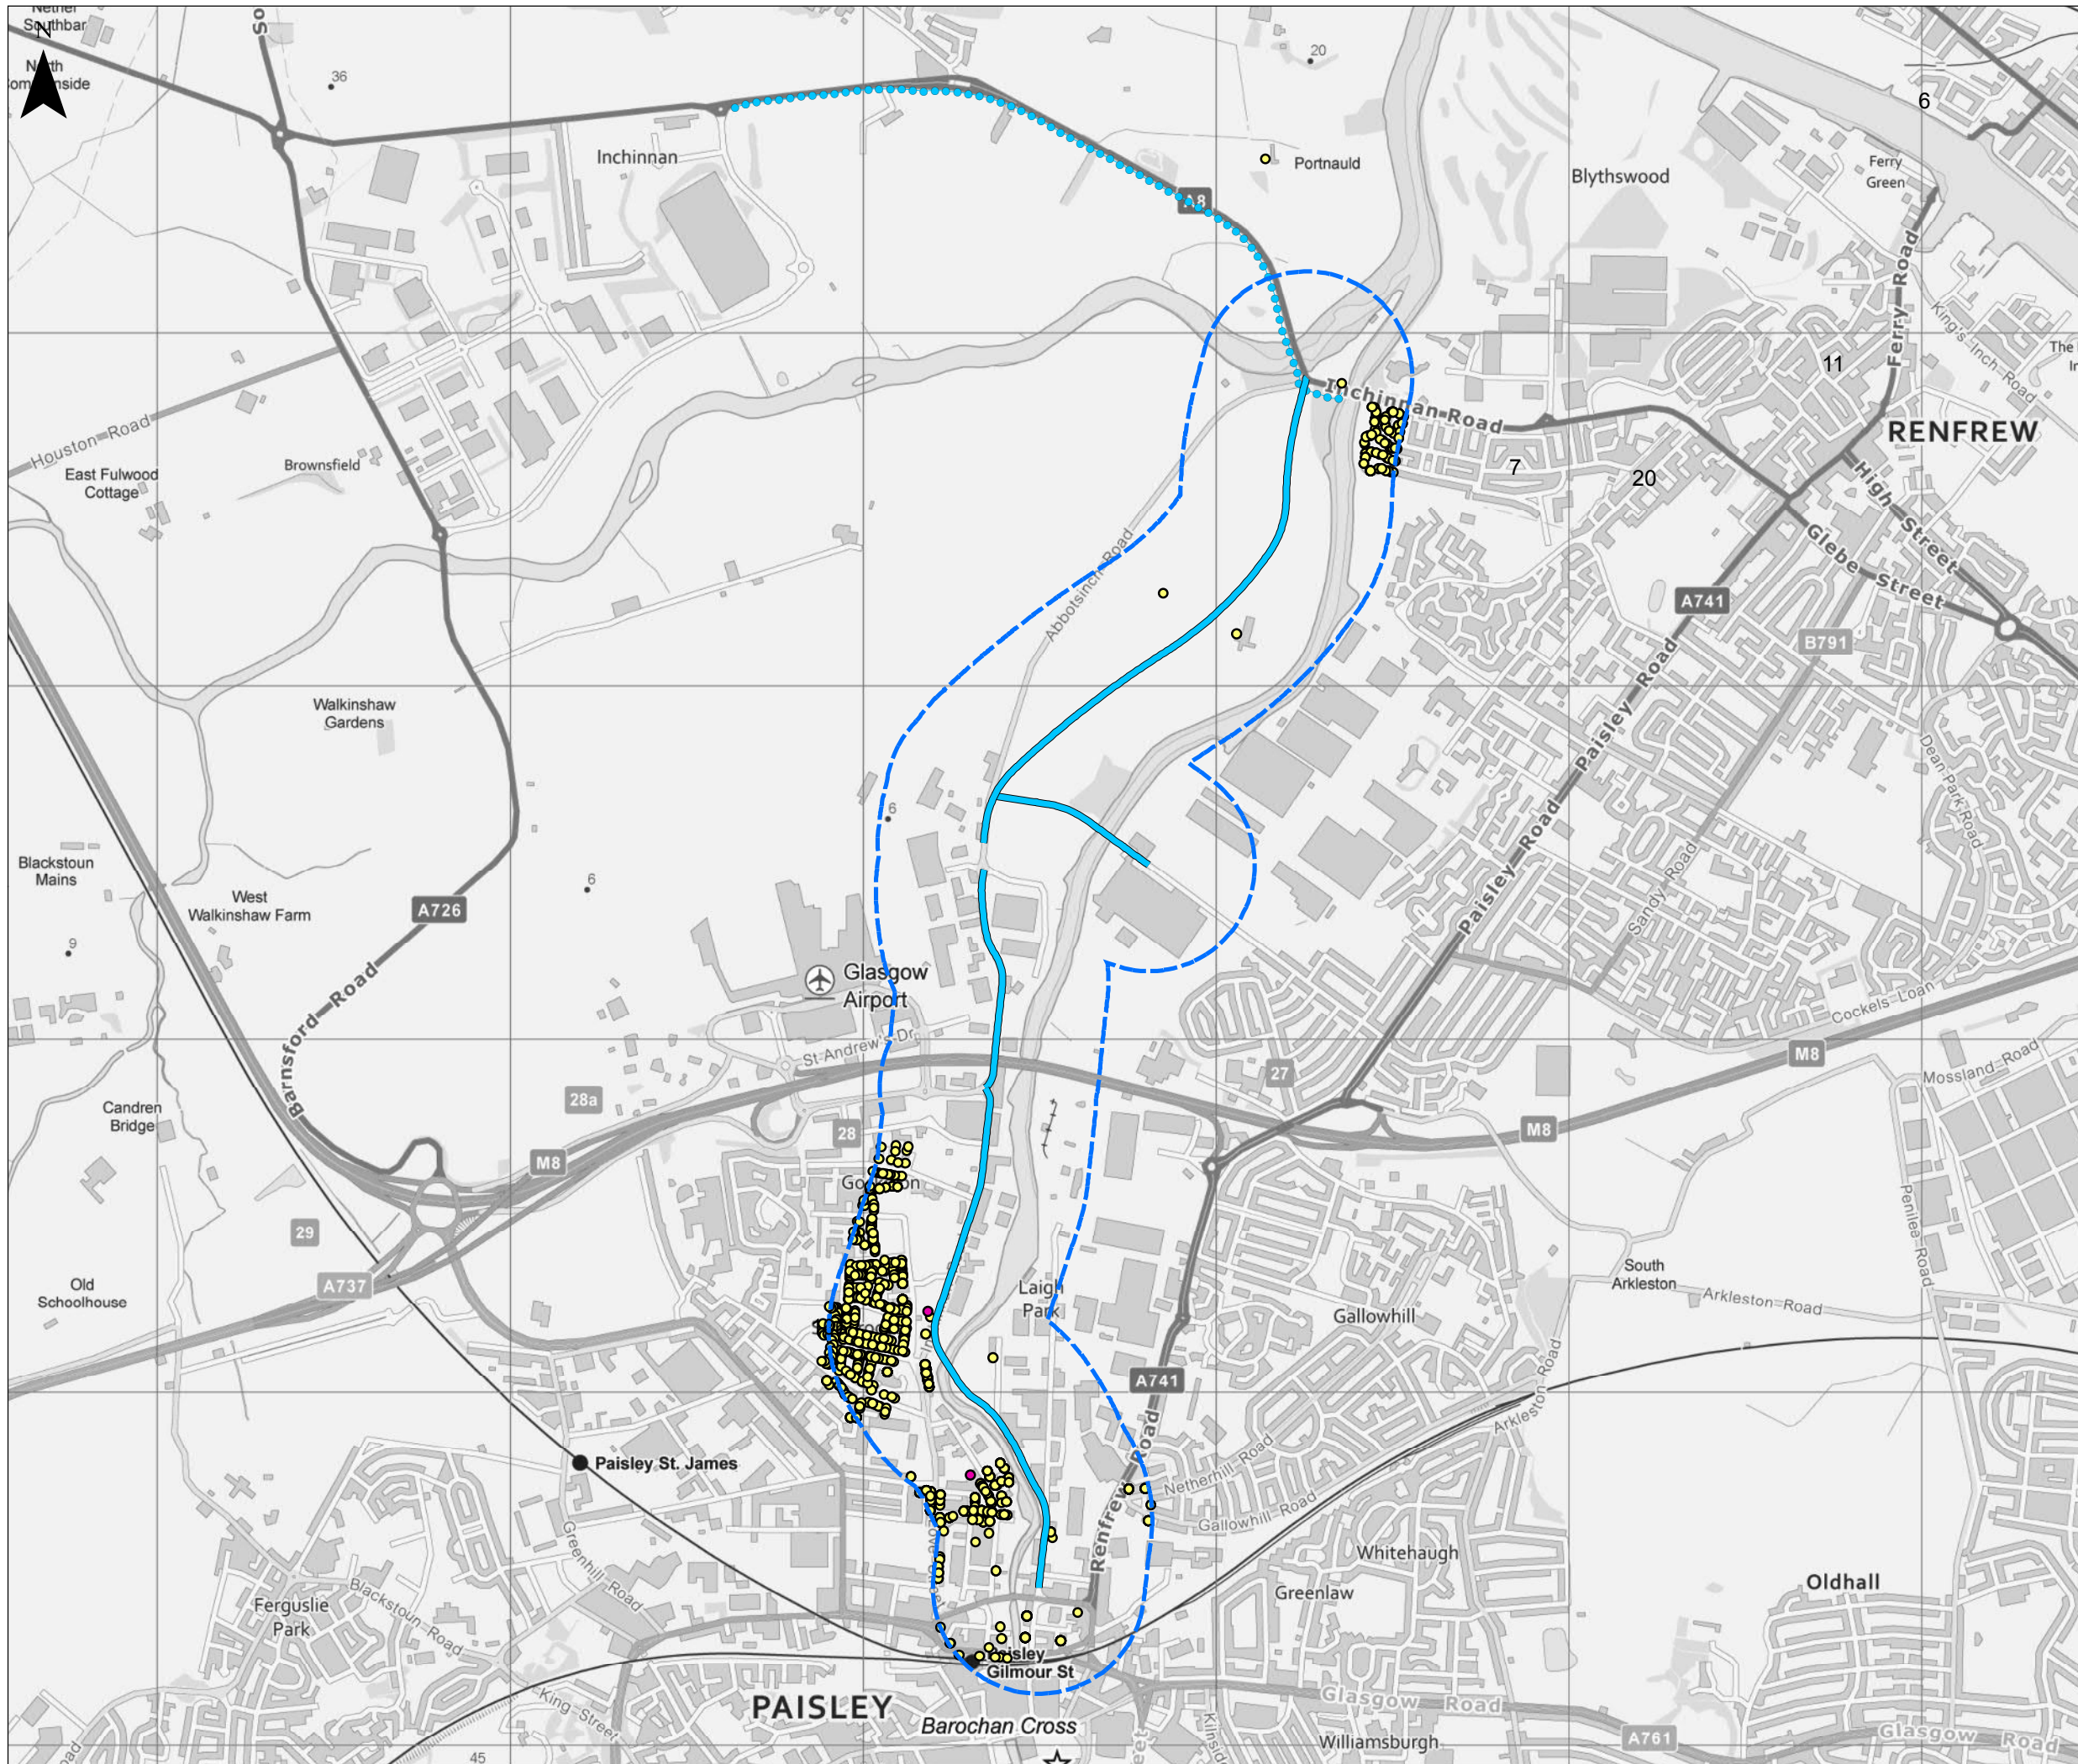 Nether
Southbar
N
North
36
20
6
Inchinnan
Portnauld
A8
Blythswood
Ferry
Green
Ferry Road
King's Inch Road
The
11
Inchinnan Road
RENFREW
7
20
High Street
Glebe Street
Houston Road
East Fulwood
Cottage
Brownsfield
Abbotsinch Road
A741
B791
Paisley Road
Paisley Road
Paisley Road
Walkinshaw
Gardens
Dean Park Road
6
Blackstoun
Mains
West
Walkinshaw Farm
6
A726
9
Sandy Road
Glasgow
Airport
Barnsford Road
St Andrew's Dr
Cockels Loan
M8
Mossland Road
27
28a
Candren
Bridge
28
M8
M8
29
Penilee Road
A737
Old
Schoolhouse
Laigh
Park
South
Arkleston
Arkleston Road
Gallowhill
A741
Arkleston Road
Paisley St. James
Renfrew Road
Netherhill Road
Gallowhill Road
Greenhill Road
Whitehaugh
Greenlaw
Oldhall
Ferguslie
Park
Blackstoun Road
Gilmour St
PAISLEY
King Street
Barochan Cross
Glasgow Road
Williamsburgh
A761
Glasgow Road
45